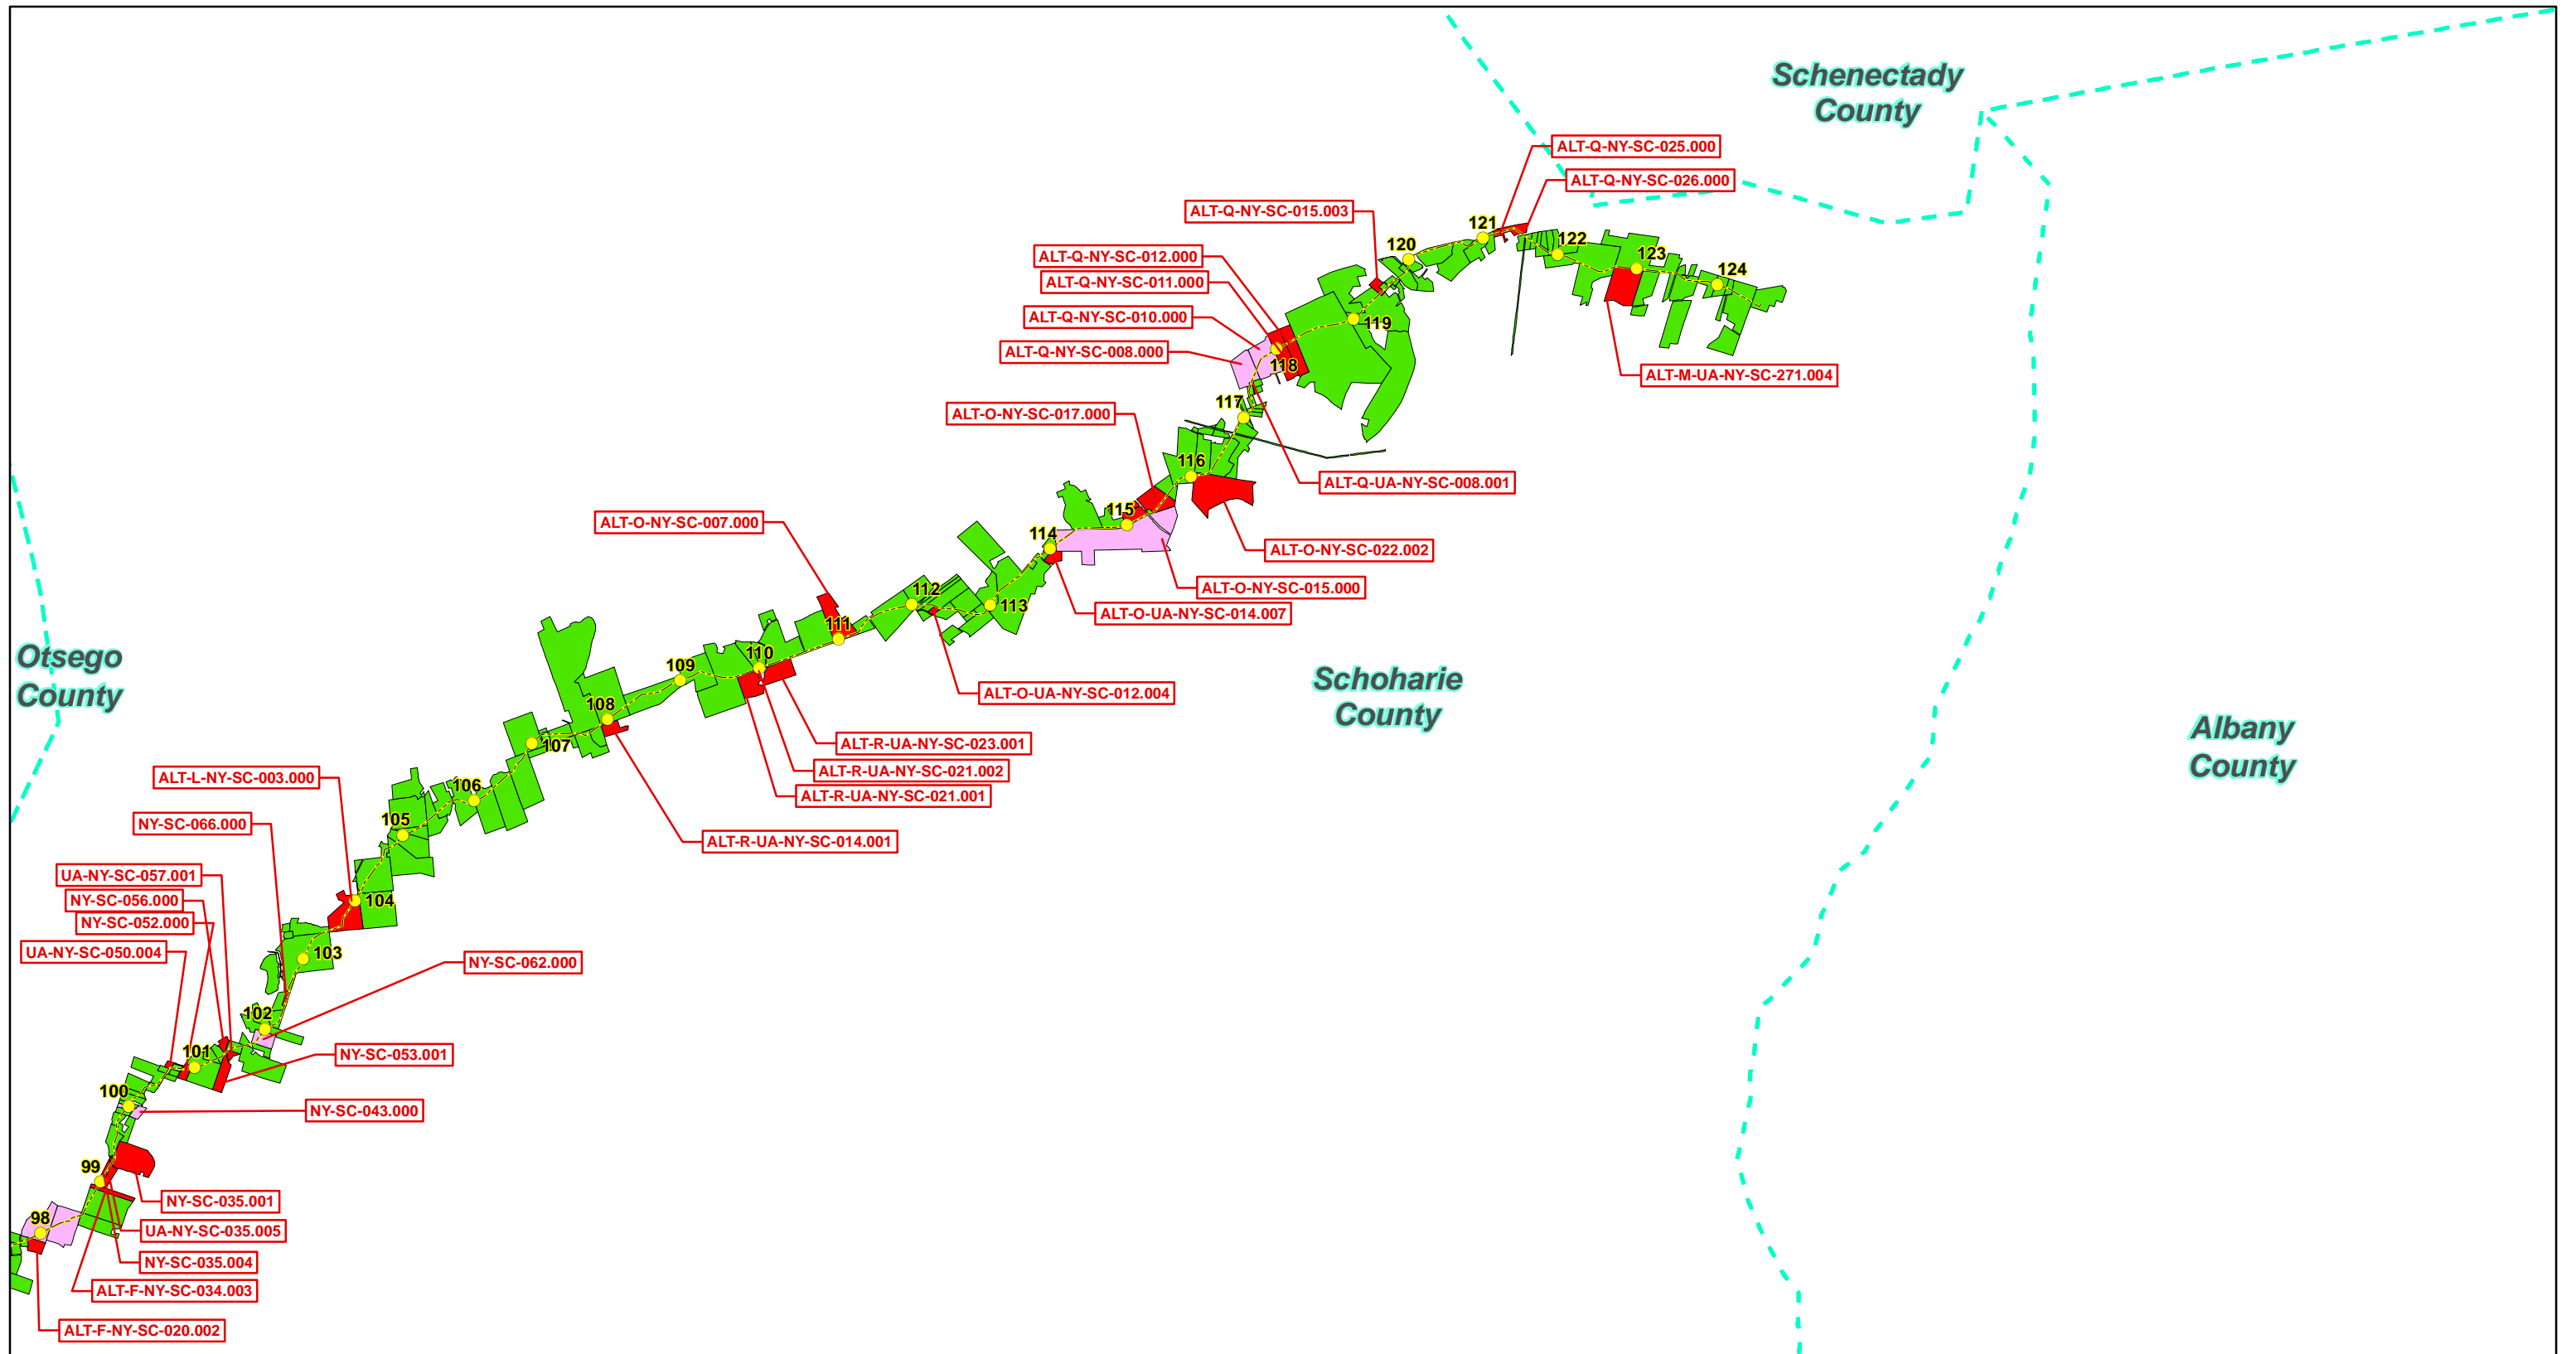 Schenectady
County
ALT-Q-NY-SC-025.000
ALT-Q-NY-SC-026.000
ALT-Q-NY-SC-015.003
121
120
122
ALT-Q-NY-SC-012.000
123
124
ALT-Q-NY-SC-011.000
ALT-Q-NY-SC-010.000
119
ALT-Q-NY-SC-008.000
118
ALT-M-UA-NY-SC-271.004
117
ALT-O-NY-SC-017.000
116
ALT-Q-UA-NY-SC-008.001
115
ALT-O-NY-SC-007.000
114
ALT-O-NY-SC-022.002
ALT-O-NY-SC-015.000
112
113
ALT-O-UA-NY-SC-014.007
111
Otsego
County
110
109
Schoharie
County
ALT-O-UA-NY-SC-012.004
108
Albany
County
107
ALT-R-UA-NY-SC-023.001
ALT-R-UA-NY-SC-021.002
ALT-L-NY-SC-003.000
106
ALT-R-UA-NY-SC-021.001
105
NY-SC-066.000
ALT-R-UA-NY-SC-014.001
UA-NY-SC-057.001
NY-SC-056.000
104
NY-SC-052.000
UA-NY-SC-050.004
103
NY-SC-062.000
102
101
NY-SC-053.001
100
NY-SC-043.000
99
NY-SC-035.001
98
UA-NY-SC-035.005
NY-SC-035.004
ALT-F-NY-SC-034.003
ALT-F-NY-SC-020.002